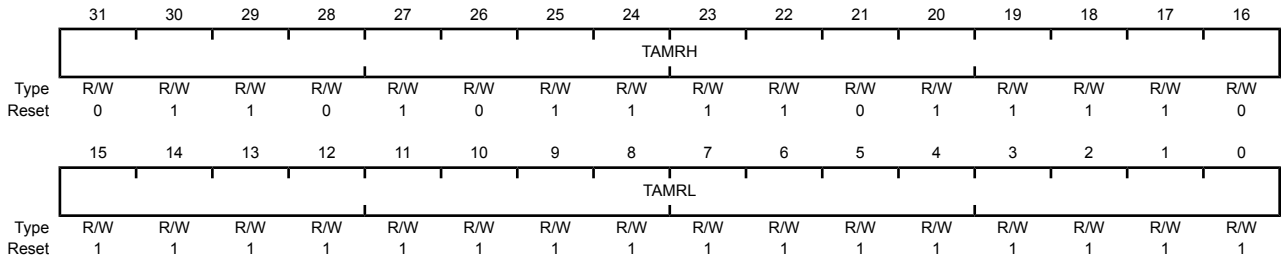 31 30 29 28 27 26 25 24 23 22 21 20 19 18 17 16
TAMRH
Type R/W R/W R/W R/W R/W R/W R/W R/W R/W R/W R/W R/W R/W R/W R/W R/W
Reset 0 1 1 0 1 0 1 1 1 1 0 1 1 1 1 0
15 14 13 12 11 10 9 8 7 6 5 4 3 2 1 0
TAMRL
Type R/W R/W R/W R/W R/W R/W R/W R/W R/W R/W R/W R/W R/W R/W R/W R/W
Reset 1 1 1 1 1 1 1 1 1 1 1 1 1 1 1 1